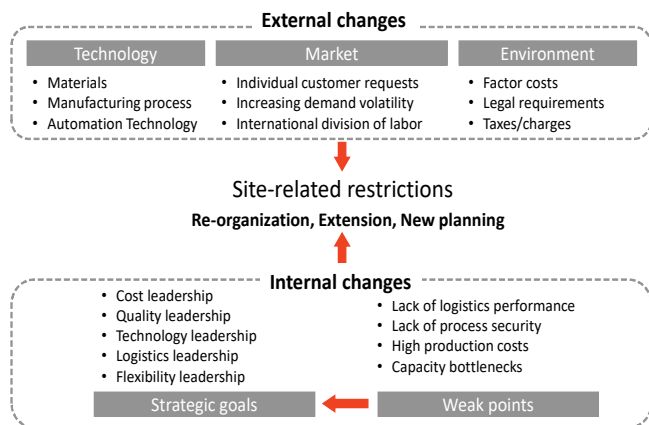 External changes
Technology
Market
Environment
• Materials
• Manufacturing process
• Automation Technology
• Individual customer requests
• Increasing demand volatility
• International division of labor
• Factor costs
• Legal requirements
• Taxes/charges
Site-related restrictions
Re-organization, Extension, New planning
Internal changes
• Cost leadership
• Quality leadership
• Technology leadership
• Logistics leadership
• Flexibility leadership
• Lack of logistics performance
• Lack of process security
• High production costs
• Capacity bottlenecks
Strategic goals
Weak points